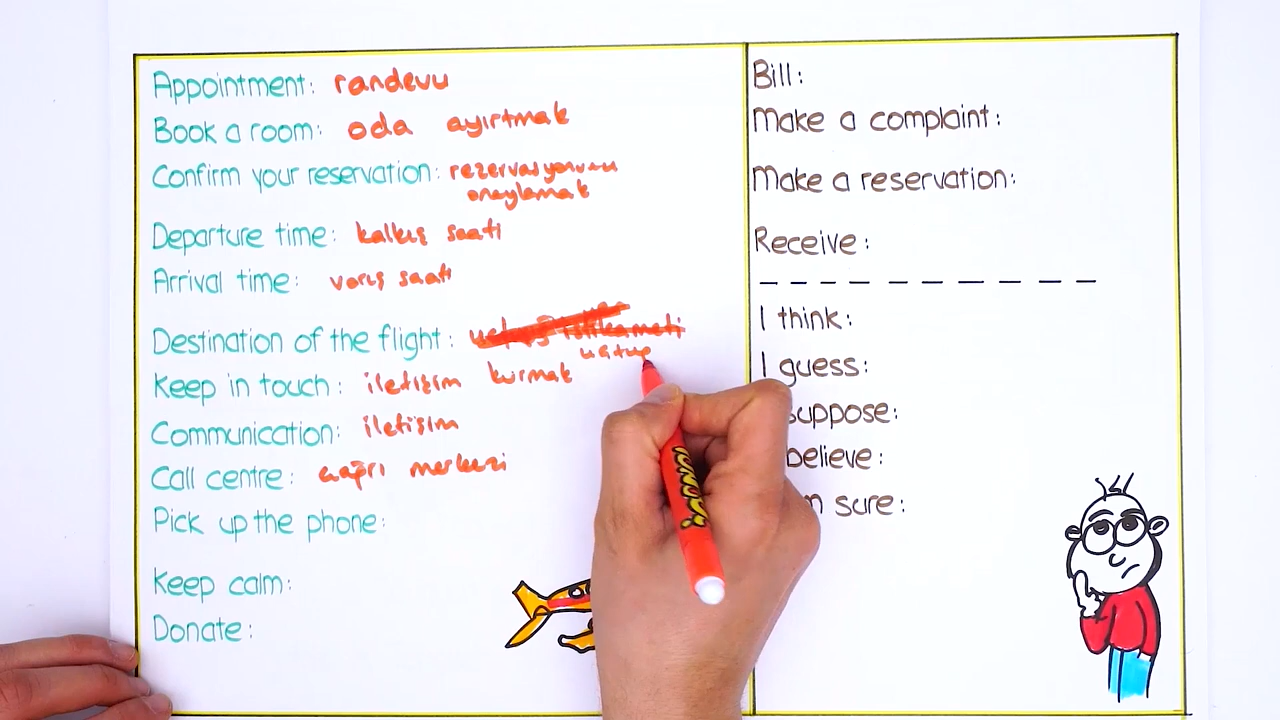 Appointment: randevu
Book a room: oda ayırtmak
Confirm your reservation: rezervasyonunu
onaylamak
Departure time: kalkış saati
Arrival time: varış saati
Destination of the flight: istikameti
Keep in touch: iletişim kurmak
Communication: iletişim
Call centre: çağrı merkezi
Pick up the phone:
Keep calm:
Donate:
Bill:
Make a complaint:
Make a reservation:
Receive:
I think:
I guess:
suppose:
believe:
sure: